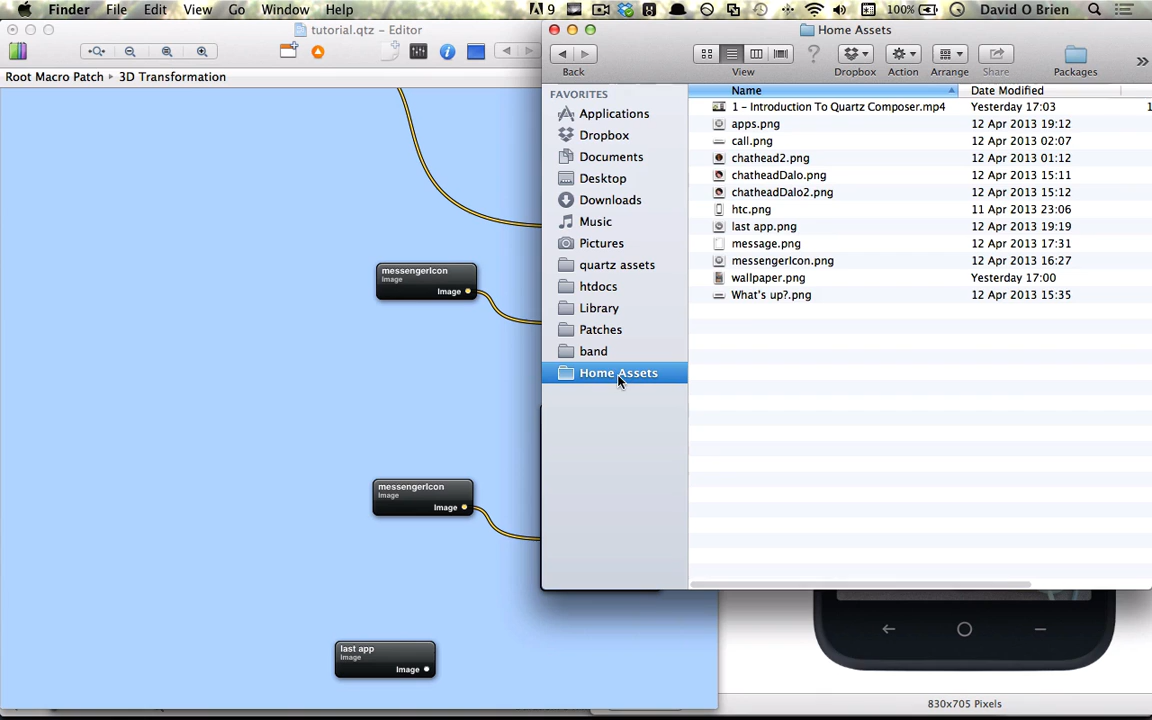 Finder File Edit View Go Window Help 9 100% David O Brien
tutorial.qtz - Editor
Root Macro Patch 3D Transformation
messengerIcon
Image
Image
messengerIcon
Image
Image
last app
Image
Image
Home Assets
Back View Dropbox Action Arrange Share Packages
FAVORITES
Applications
Dropbox
Documents
Desktop
Downloads
Music
Pictures
quartz assets
htdocs
Library
Patches
band
Home Assets
Name Date Modified
1 - Introduction To Quartz Composer.mp4 Yesterday 17:03 1
apps.png 12 Apr 2013 19:12
call.png 12 Apr 2013 02:07
chathead2.png 12 Apr 2013 01:12
chatheadDalo.png 12 Apr 2013 15:11
chatheadDalo2.png 12 Apr 2013 15:12
htc.png 11 Apr 2013 23:06
last app.png 12 Apr 2013 19:19
message.png 12 Apr 2013 17:31
messengerIcon.png 12 Apr 2013 16:27
wallpaper.png Yesterday 17:00
What's up?.png 12 Apr 2013 15:35
830x705 Pixels